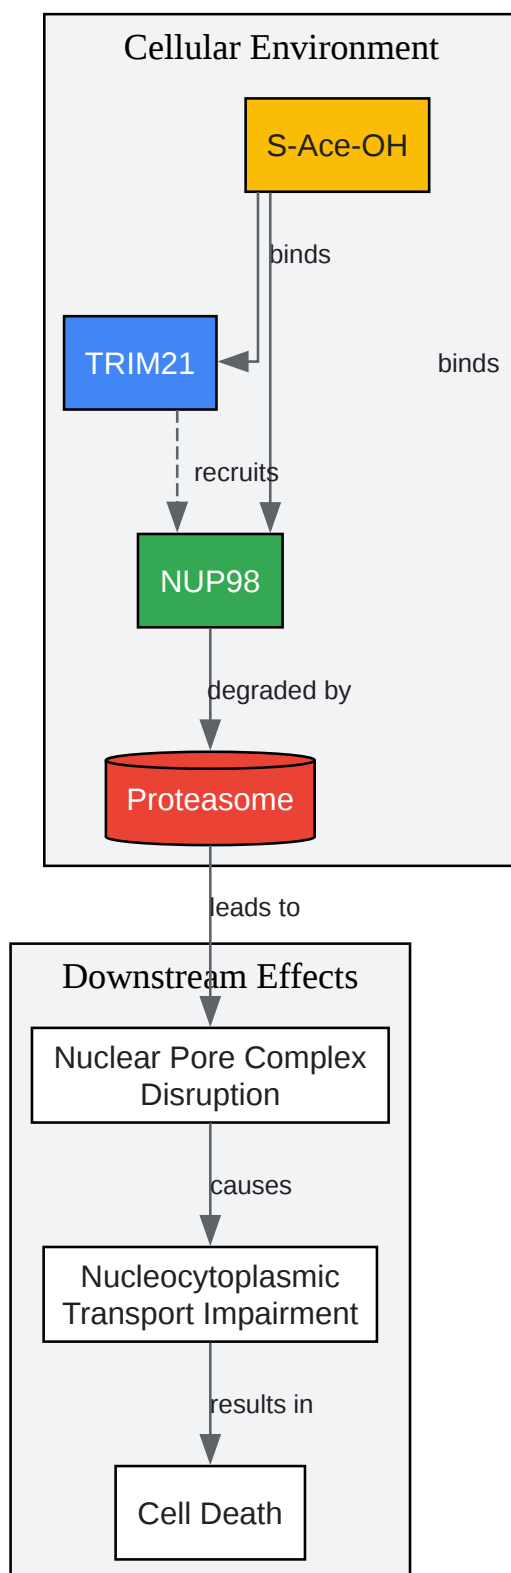 Cellular Environment
S-Ace-OH
binds
TRIM21
binds
recruits
NUP98
degraded by
Proteasome
leads to
Downstream Effects
Nuclear Pore Complex
Disruption
causes
Nucleocytoplasmic
Transport Impairment
results in
Cell Death